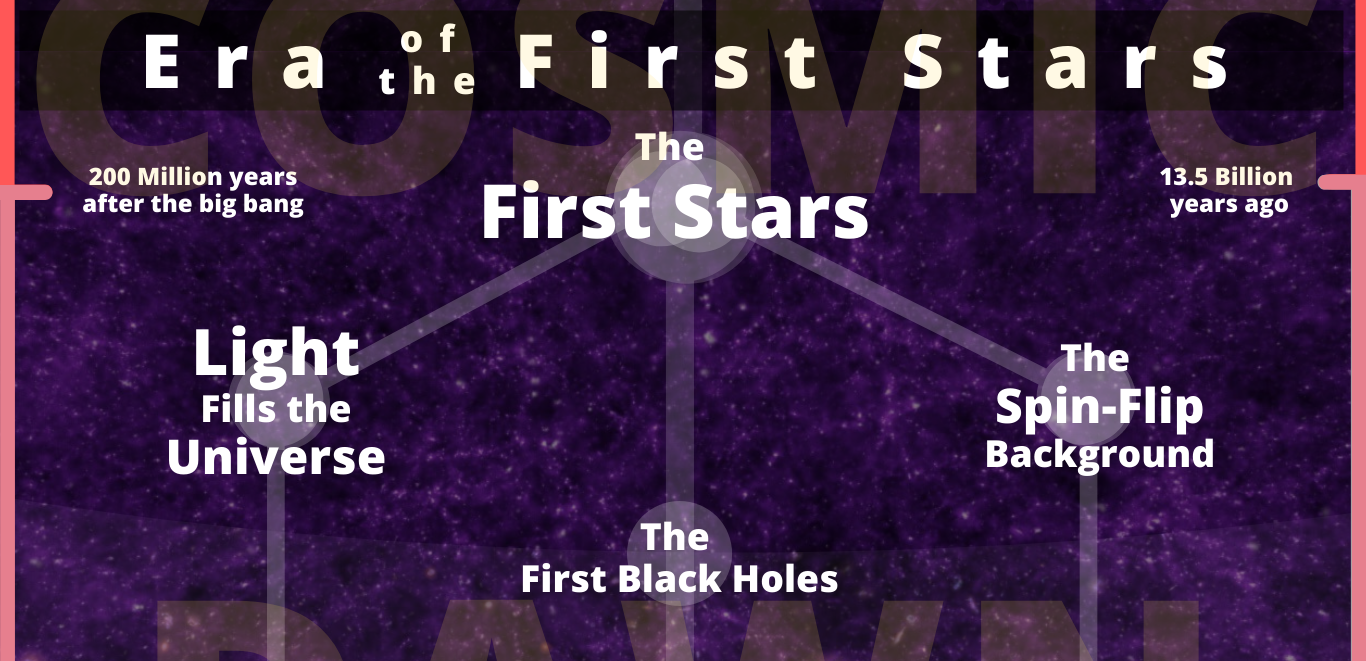 COSMIC
Era of the First Stars
The
First Stars
200 Million years
after the big bang
13.5 Billion
years ago
Light
Fills the
Universe
The
Spin-Flip
Background
The
First Black Holes
DAWN